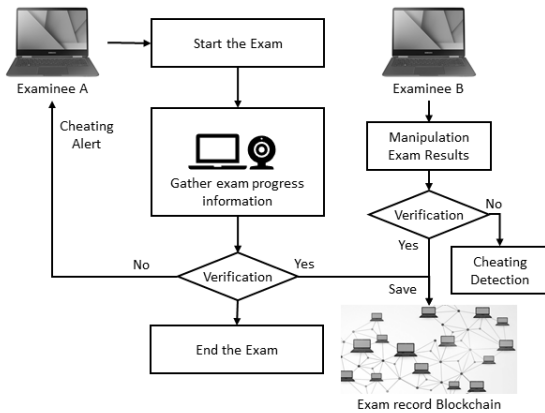 Start the Exam
Examinee A
Examinee B
Cheating
Alert
Manipulation
Exam Results
Gather exam progress
information
Verification
No
Yes
Cheating
Detection
No
Verification
Yes
Save
End the Exam
Exam record Blockchain